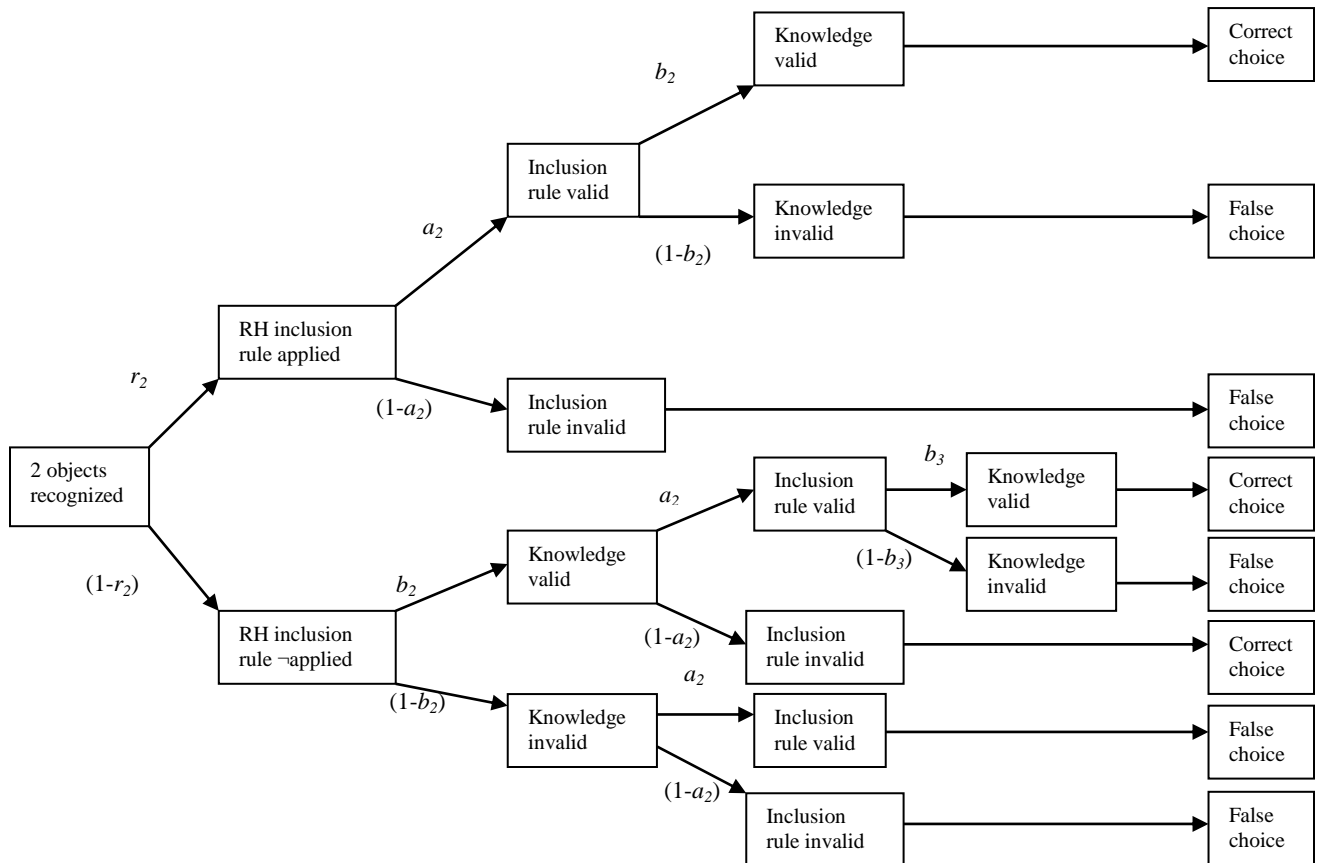 Knowledge
valid
Correct
choice
b2
Inclusion
rule valid
Knowledge
invalid
False
choice
a2
(1-b2)
RH inclusion
rule applied
r2
(1-a2)
Inclusion
rule invalid
False
choice
2 objects
recognized
a2
Inclusion
rule valid
b3
Knowledge
valid
Correct
choice
(1-r2)
b2
Knowledge
valid
(1-b3)
Knowledge
invalid
False
choice
RH inclusion
rule ¬applied
(1-a2)
Inclusion
rule invalid
Correct
choice
(1-b2)
Knowledge
invalid
a2
Inclusion
rule valid
False
choice
(1-a2)
Inclusion
rule invalid
False
choice